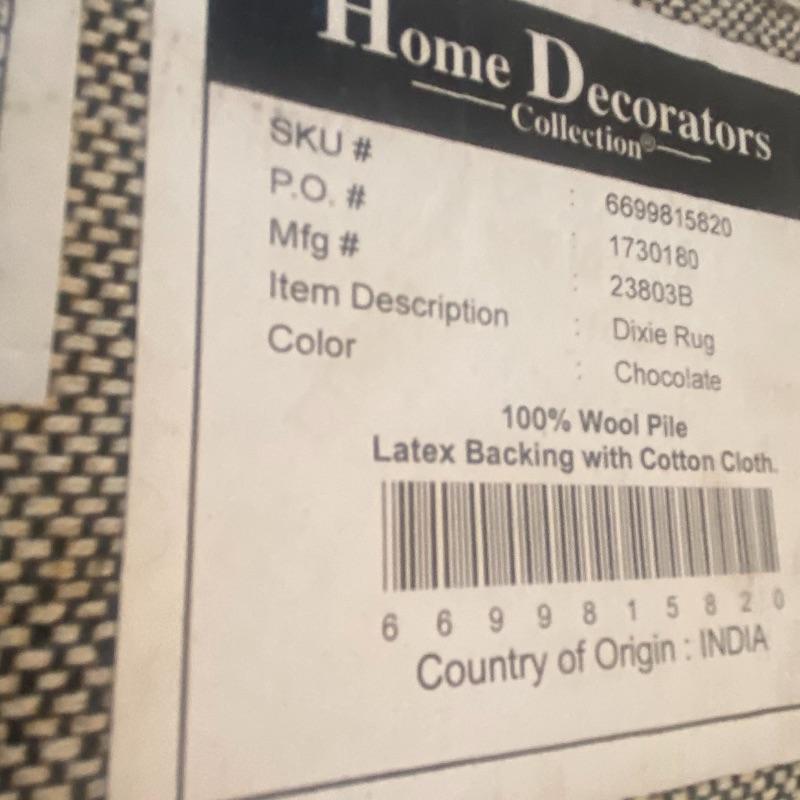 Home Decorators
Collection®
SKU # : 6699815820
P.O. # : 1730180
Mfg # : 23803B
Item Description : Dixie Rug
Color : Chocolate
100% Wool Pile
Latex Backing with Cotton Cloth.
6 6 9 9 8 1 5 8 2 0
Country of Origin : INDIA